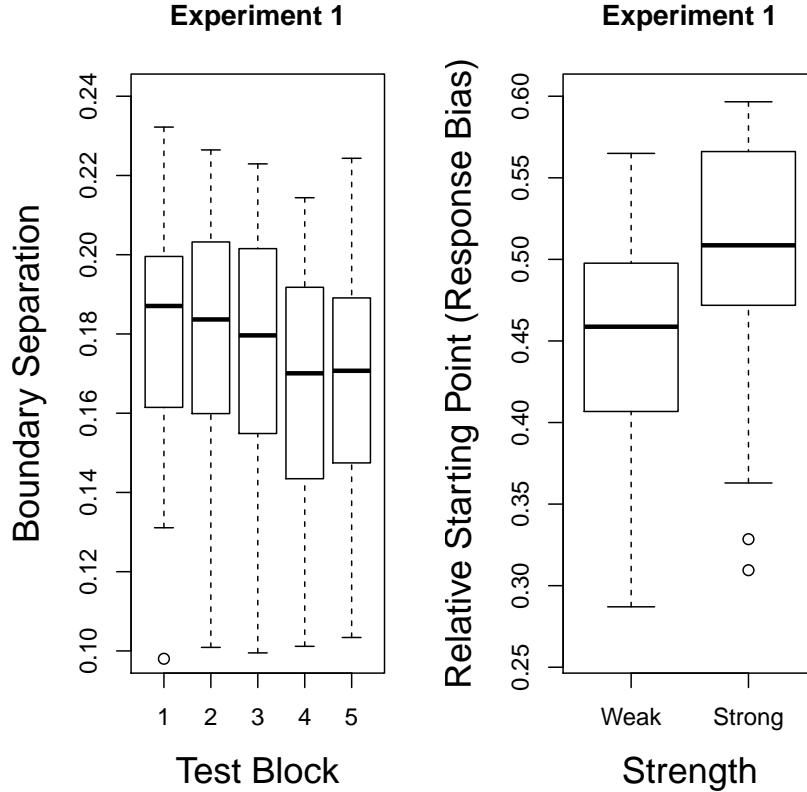 Experiment 1
Boundary Separation
0.24
0.22
0.20
0.18
0.16
0.14
0.12
0.10
1 2 3 4 5
Test Block
Experiment 1
Relative Starting Point (Response Bias)
0.60
0.55
0.50
0.45
0.40
0.35
0.30
0.25
Weak Strong
Strength